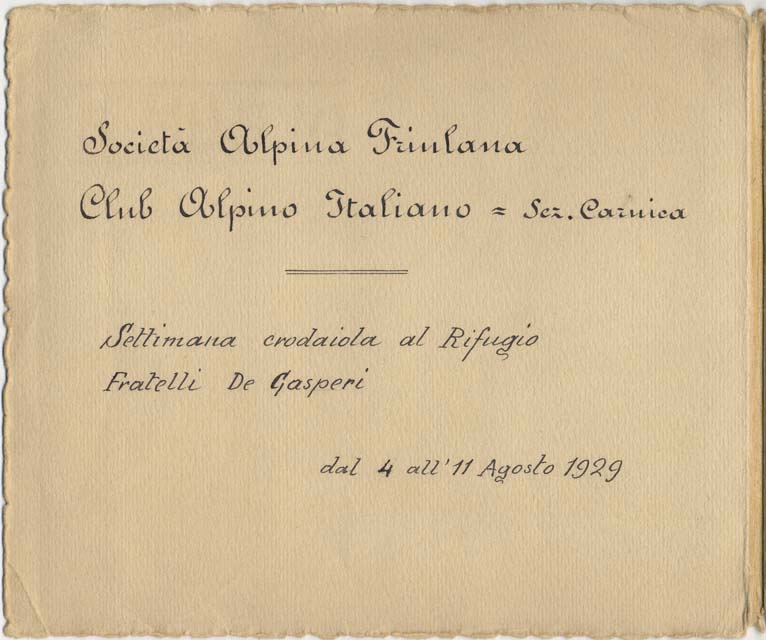 Società Alpina Friulana
Club Alpino Italiano = Sez. Carnica
Settimana crodaiola al Rifugio
Fratelli De Gasperi
dal 4 all'11 Agosto 1929